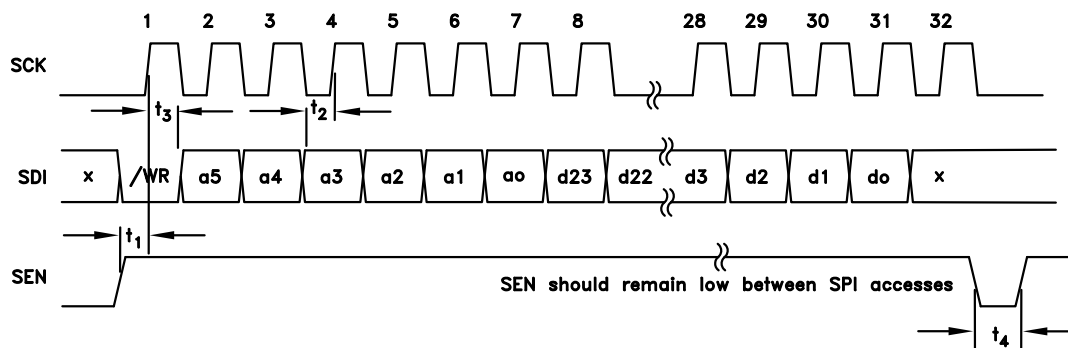 1 2 3 4 5 6 7 8 28 29 30 31 32
SCK
t3 t2
SDI x /WR a5 a4 a3 a2 a1 ao d23 d22 d3 d2 d1 do x
t1
SEN
SEN should remain low between SPI accesses
t4